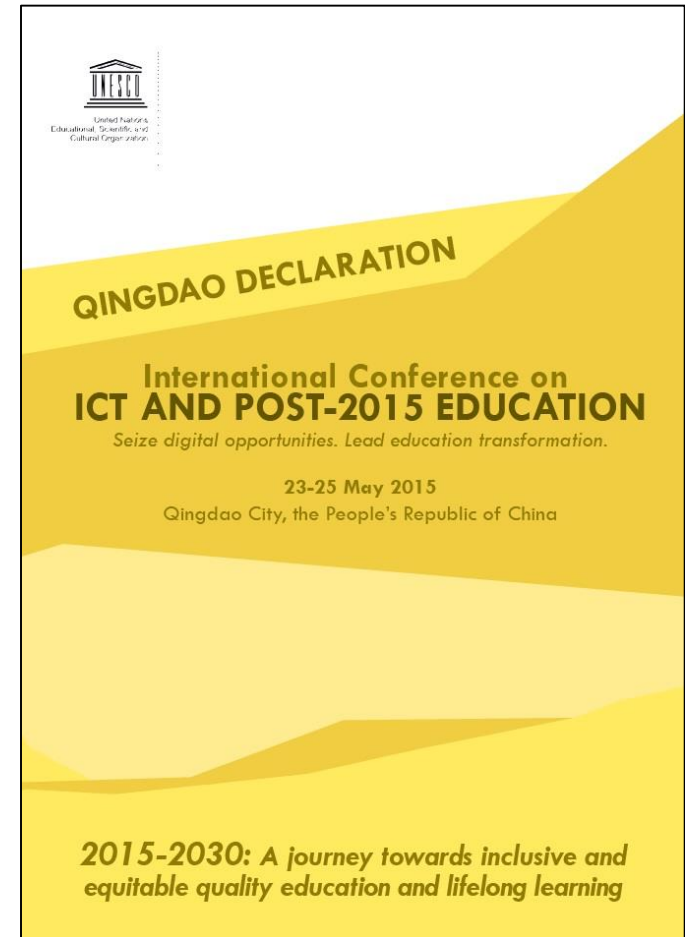 UNESCO
United Nations
Educational, Scientific and
Cultural Organization
QINGDAO DECLARATION
International Conference on
ICT AND POST-2015 EDUCATION
Seize digital opportunities. Lead education transformation.
23-25 May 2015
Qingdao City, the People's Republic of China
2015-2030: A journey towards inclusive and
equitable quality education and lifelong learning